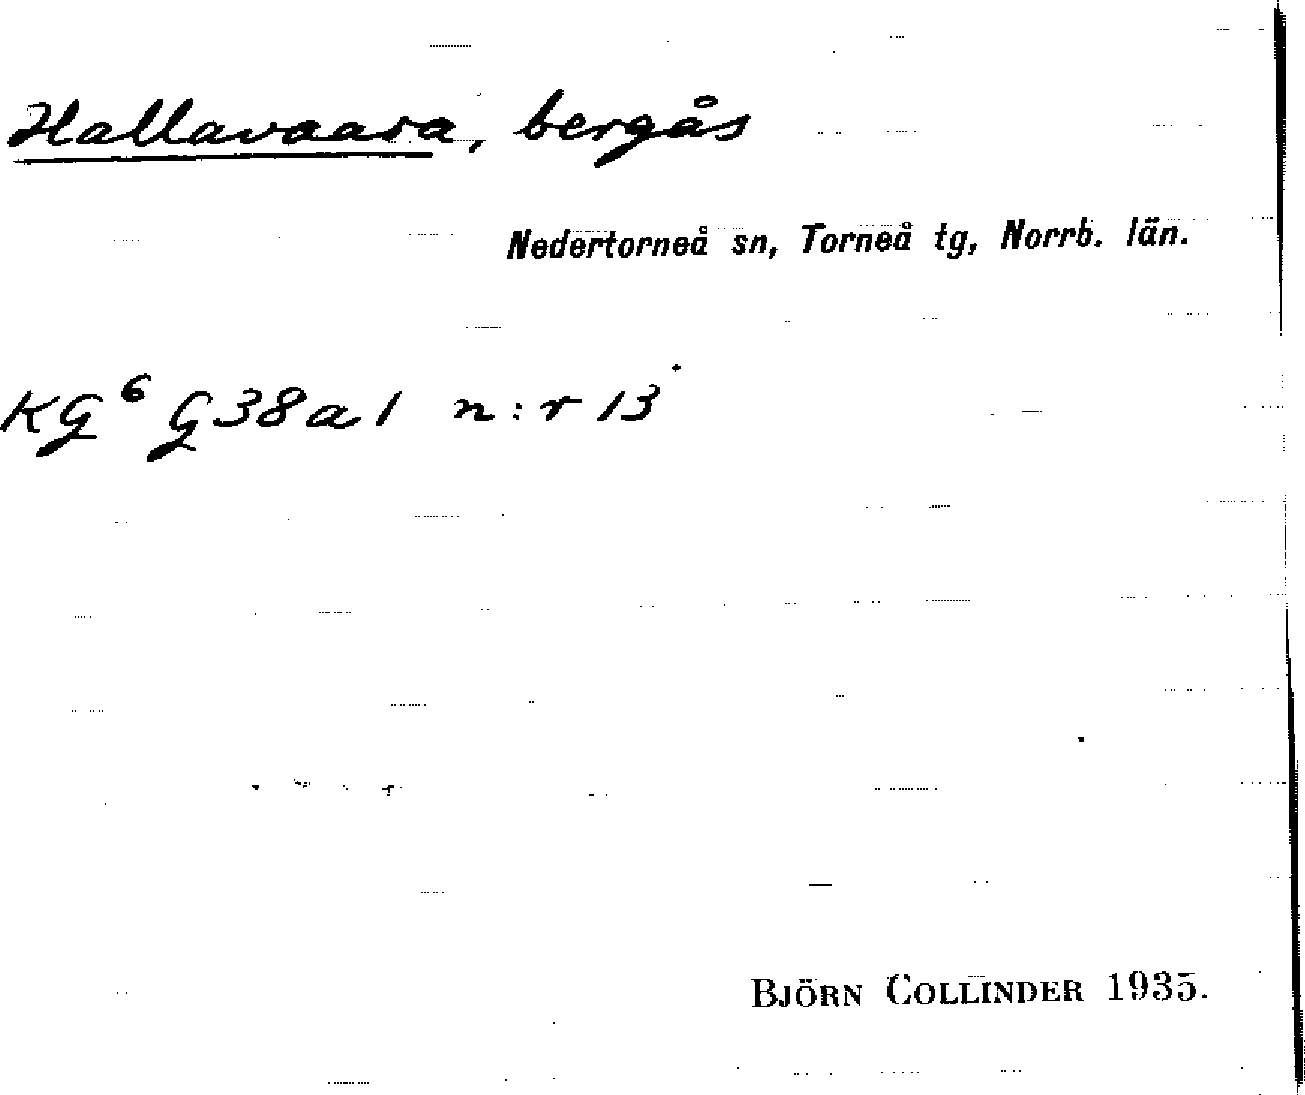 Hallavaara, bergås
Nedertorneå sn, Torneå tg, Norrb. län.
KG⁶ G38a1 n:r 13
BJÖRN COLLINDER 1935.